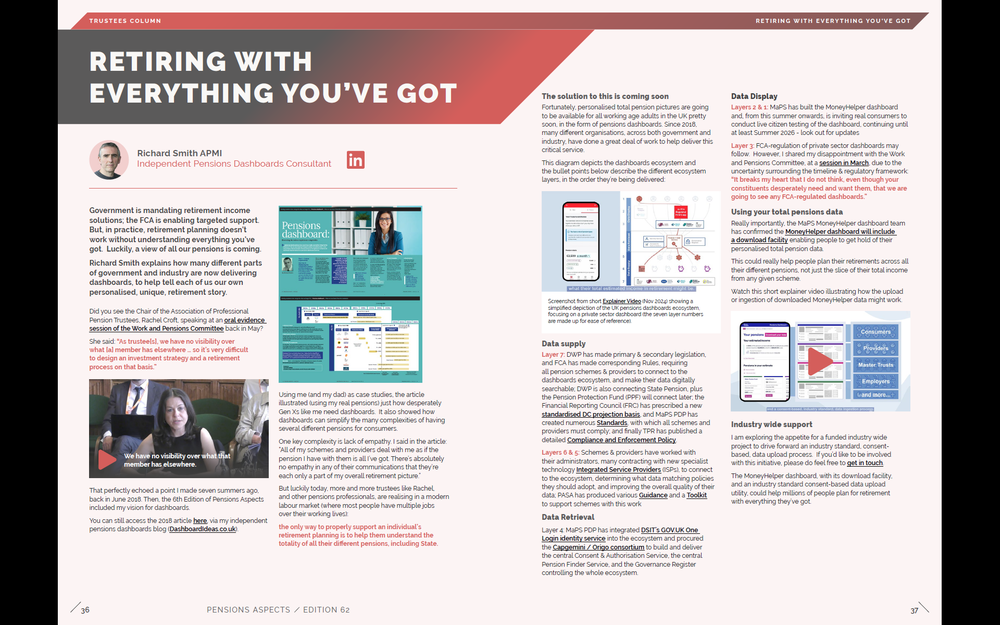 TRUSTEES COLUMN
RETIRING WITH EVERYTHING YOU'VE GOT
RETIRING WITH
EVERYTHING YOU'VE GOT
Richard Smith APMI
Independent Pensions Dashboards Consultant
in
Government is mandating retirement income
solutions; the FCA is enabling targeted support.
But, in practice, retirement planning doesn't
work without understanding everything you've
got.  Luckily, a view of all our pensions is coming.
Richard Smith explains how many different parts
of government and industry are now delivering
dashboards, to help tell each of us our own
personalised, unique, retirement story.
Did you see the Chair of the Association of Professional
Pension Trustees, Rachel Croft, speaking at an oral evidence
session of the Work and Pensions Committee back in May?
She said: "As trustee[s], we have no visibility over
what [a] member has elsewhere … so it's very difficult
to design an investment strategy and a retirement
process on that basis."
We have no visibility over what that
member has elsewhere.
That perfectly echoed a point I made seven summers ago,
back in June 2018. Then, the 6th Edition of Pensions Aspects
included my vision for dashboards.
You can still access the 2018 article here, via my independent
pensions dashboards blog (DashboardIdeas.co.uk).
Pensions
dashboard:
Using me (and my dad) as case studies, the article
illustrated (using my real pensions) just how desperately
Gen Xs like me need dashboards.  It also showed how
dashboards can simplify the many complexities of having
several different pensions for consumers.
One key complexity is lack of empathy. I said in the article:
"All of my schemes and providers deal with me as if the
pension I have with them is all I've got. There's absolutely
no empathy in any of their communications that they're
each only a part of my overall retirement picture."
But luckily today, more and more trustees like Rachel,
and other pensions professionals, are realising in a modern
labour market (where most people have multiple jobs
over their working lives):
the only way to properly support an individual's
retirement planning is to help them understand the
totality of all their different pensions, including State.
The solution to this is coming soon
Fortunately, personalised total pension pictures are going
to be available for all working age adults in the UK pretty
soon, in the form of pensions dashboards. Since 2018,
many different organisations, across both government and
industry, have done a great deal of work to help deliver this
critical service.
This diagram depicts the dashboards ecosystem and
the bullet points below describe the different ecosystem
layers, in the order they're being delivered:
Your future estimates
£2,500 a month
1
2
3
4
5
6
7
Data Display
Data Retrieval
Data Supply
An FCA
Regulated
Firm's app
Pension Finder
Service
what their total estimated income in retirement might be.
Screenshot from short Explainer Video (Nov 2024) showing a
simplified depiction of the UK pensions dashboards ecosystem,
focusing on a private sector dashboard (the seven layer numbers
are made up for ease of reference).
Data supply
Layer 7: DWP has made primary & secondary legislation,
and FCA has made corresponding Rules, requiring
all pension schemes & providers to connect to the
dashboards ecosystem, and make their data digitally
searchable; DWP is also connecting State Pension, plus
the Pension Protection Fund (PPF) will connect later; the
Financial Reporting Council (FRC) has prescribed a new
standardised DC projection basis, and MaPS PDP has
created numerous Standards, with which all schemes and
providers must comply; and finally TPR has published a
detailed Compliance and Enforcement Policy.
Layers 6 & 5: Schemes & providers have worked with
their administrators, many contracting with new specialist
technology Integrated Service Providers (ISPs), to connect
to the ecosystem, determining what data matching policies
they should adopt, and improving the overall quality of their
data; PASA has produced various Guidance and a Toolkit
to support schemes with this work
Data Retrieval
Layer 4: MaPS PDP has integrated DSIT's GOV.UK One
Login identity service into the ecosystem and procured
the Capgemini / Origo consortium to build and deliver
the central Consent & Authorisation Service, the central
Pension Finder Service, and the Governance Register
controlling the whole ecosystem.
Data Display
Layers 2 & 1: MaPS has built the MoneyHelper dashboard
and, from this summer onwards, is inviting real consumers to
conduct live citizen testing of the dashboard, continuing until
at least Summer 2026 - look out for updates
Layer 3: FCA-regulation of private sector dashboards may
follow.  However, I shared my disappointment with the Work
and Pensions Committee, at a session in March, due to the
uncertainty surrounding the timeline & regulatory framework:
"It breaks my heart that I do not think, even though your
constituents desperately need and want them, that we are
going to see any FCA-regulated dashboards."
Using your total pensions data
Really importantly, the MaPS MoneyHelper dashboard team
has confirmed the MoneyHelper dashboard will include
a download facility enabling people to get hold of their
personalised total pension data.
This could really help people plan their retirements across all
their different pensions, not just the slice of their total income
from any given scheme.
Watch this short explainer video illustrating how the upload
or ingestion of downloaded MoneyHelper data might work.
Pensions Dashboard
Your pensions
Download your data
Your estimated income
Pensions in your estimate
Consumers
Providers
Master Trusts
Employers
and more...
and a consent-based, industry standard, data ingestion process.
Industry wide support
I am exploring the appetite for a funded industry wide
project to drive forward an industry standard, consent-
based, data upload process.  If you'd like to be involved
with this initiative, please do feel free to get in touch.
The MoneyHelper dashboard, with its download facility,
and an industry standard consent-based data upload
utility, could help millions of people plan for retirement
with everything they've got.
36
PENSIONS ASPECTS / EDITION 62
37